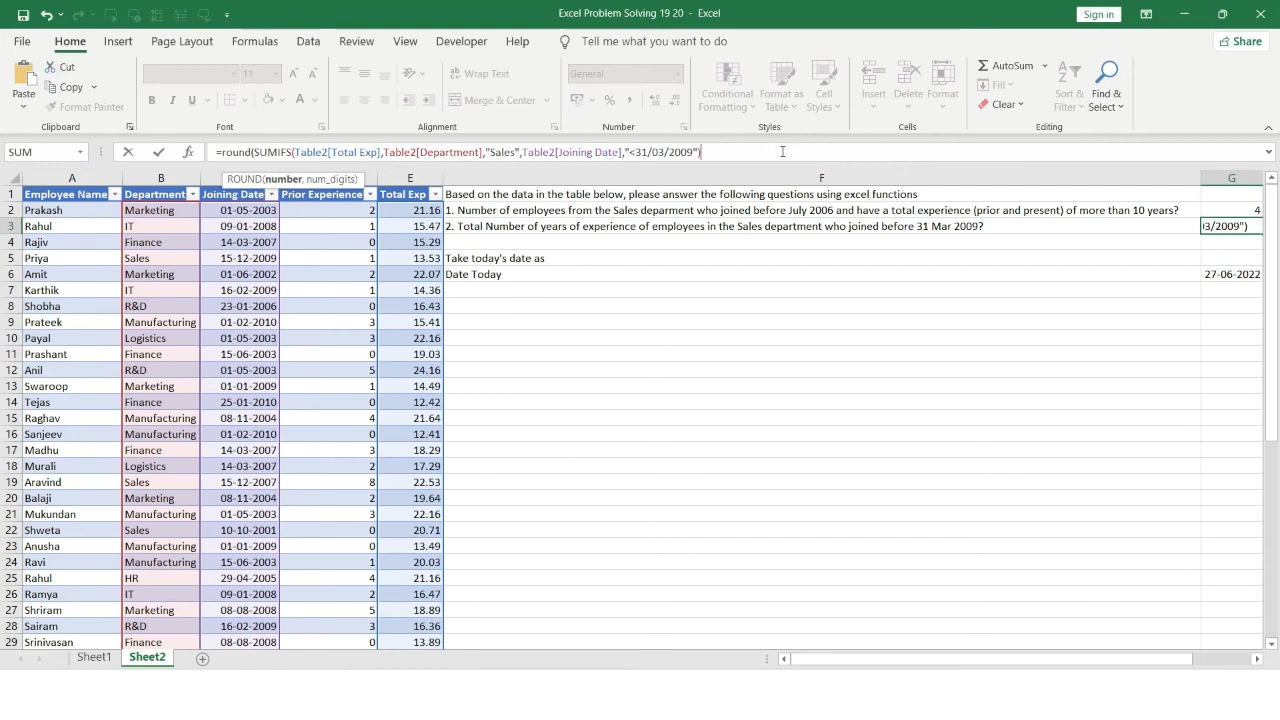 Excel Problem Solving 19 20 - Excel
Sign in
File Home Insert Page Layout Formulas Data Review View Developer Help Tell me what you want to do Share
Paste Cut Copy Format Painter 11 B I U Wrap Text Merge & Center General % , Conditional Formatting Format as Table Cell Styles Insert Delete Format AutoSum Fill Clear Sort & Filter Find & Select
Clipboard Font Alignment Number Styles Cells Editing
SUM fx =round(SUMIFS(Table2[Total Exp],Table2[Department],"Sales",Table2[Joining Date],"<31/03/2009")
ROUND(number, num_digits)
A B C D E F G
1 Employee Name Department Joining Date Prior Experience Total Exp Based on the data in the table below, please answer the following questions using excel functions
2 Prakash Marketing 01-05-2003 2 21.16 1. Number of employees from the Sales deparment who joined before July 2006 and have a total experience (prior and present) of more than 10 years? 4
3 Rahul IT 09-01-2008 1 15.47 2. Total Number of years of experience of employees in the Sales department who joined before 31 Mar 2009? 03/2009")
4 Rajiv Finance 14-03-2007 0 15.29
5 Priya Sales 15-12-2009 1 13.53 Take today's date as
6 Amit Marketing 01-06-2002 2 22.07 Date Today 27-06-2022
7 Karthik IT 16-02-2009 1 14.36
8 Shobha R&D 23-01-2006 0 16.43
9 Prateek Manufacturing 01-02-2010 3 15.41
10 Payal Logistics 01-05-2003 3 22.16
11 Prashant Finance 15-06-2003 0 19.03
12 Anil R&D 01-05-2003 5 24.16
13 Swaroop Marketing 01-01-2009 1 14.49
14 Tejas Finance 25-01-2010 0 12.42
15 Raghav Manufacturing 08-11-2004 4 21.64
16 Sanjeev Manufacturing 01-02-2010 0 12.41
17 Madhu Finance 14-03-2007 3 18.29
18 Murali Logistics 14-03-2007 2 17.29
19 Aravind Sales 15-12-2007 8 22.53
20 Balaji Marketing 08-11-2004 2 19.64
21 Mukundan Manufacturing 01-05-2003 3 22.16
22 Shweta Sales 10-10-2001 0 20.71
23 Anusha Manufacturing 01-01-2009 0 13.49
24 Ravi Manufacturing 15-06-2003 1 20.03
25 Rahul HR 29-04-2005 4 21.16
26 Ramya IT 09-01-2008 2 16.47
27 Shriram Marketing 08-08-2008 5 18.89
28 Sairam R&D 16-02-2009 3 16.36
29 Srinivasan Finance 08-08-2008 0 13.89
Sheet1 Sheet2